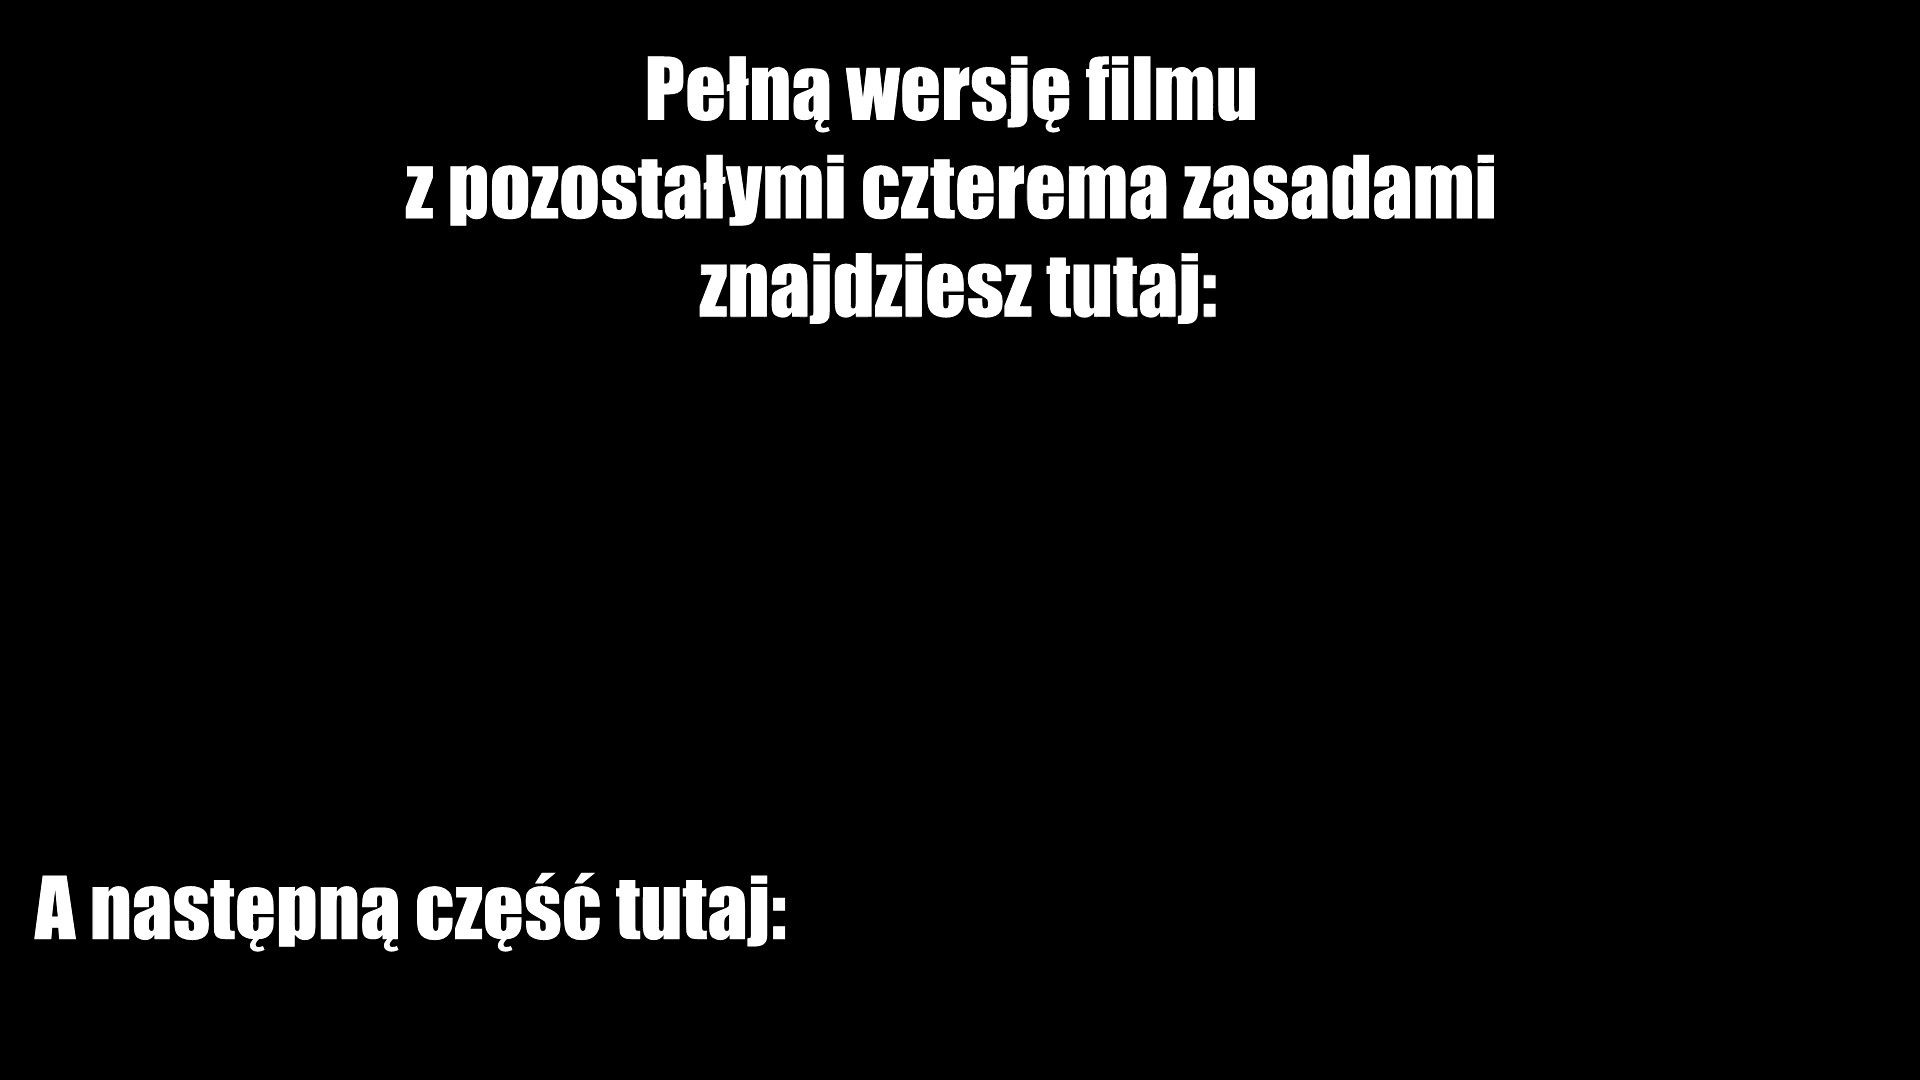 Pełną wersję filmu
z pozostałymi czterema zasadami
znajdziesz tutaj:
A następną część tutaj: